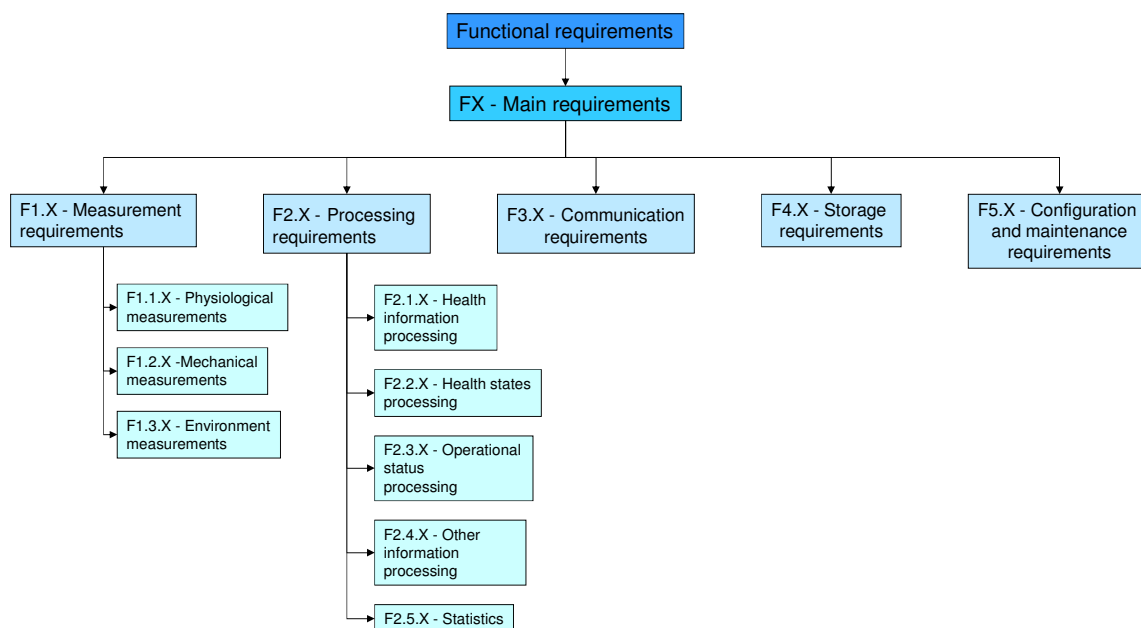 Functional requirements
FX - Main requirements
F1.X - Measurement
requirements
F2.X - Processing
requirements
F3.X - Communication
requirements
F4.X - Storage
requirements
F5.X - Configuration
and maintenance
requirements
F1.1.X - Physiological
measurements
F1.2.X -Mechanical
measurements
F1.3.X - Environment
measurements
F2.1.X - Health
information
processing
F2.2.X - Health states
processing
F2.3.X - Operational
status
processing
F2.4.X - Other
information
processing
F2.5.X - Statistics